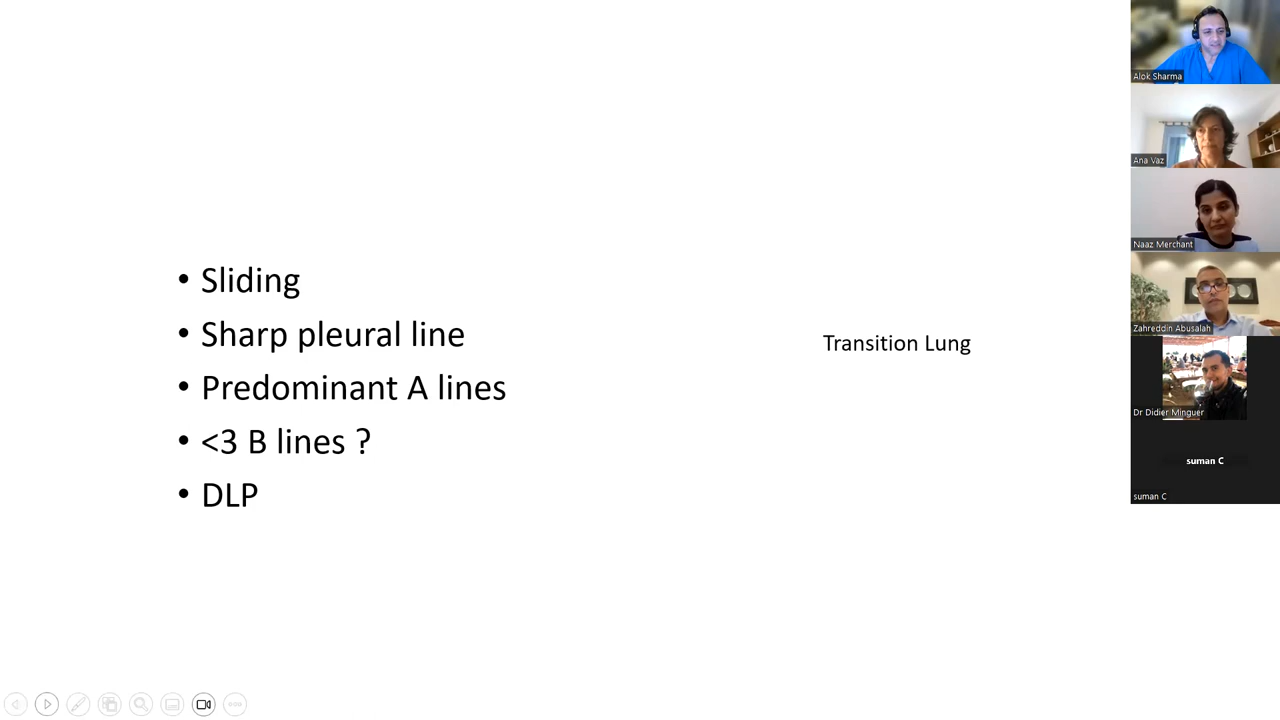 • Sliding
• Sharp pleural line
• Predominant A lines
• <3 B lines ?
• DLP
Transition Lung
Alok Sharma
Ana Vaz
Naaz Merchant
Zahreddin Abusalah
Dr Didier Minguer
suman C
suman C